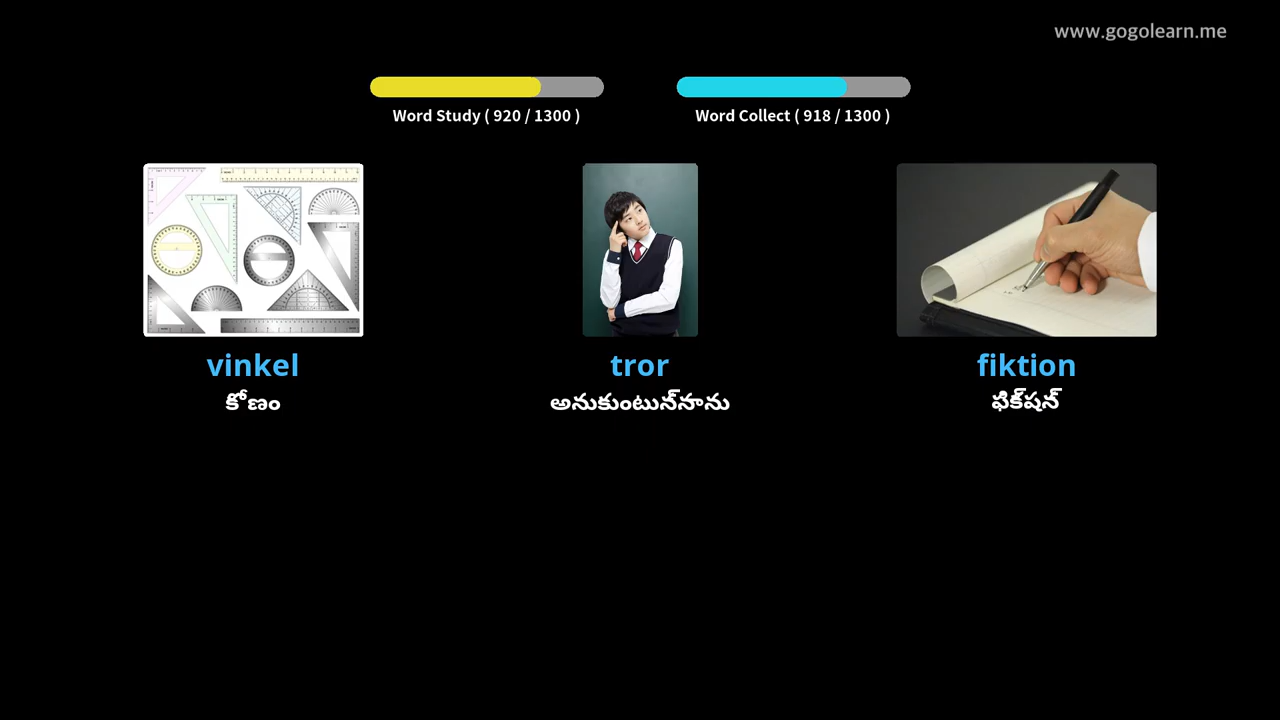 www.gogolearn.me
Word Study ( 920 / 1300 )
Word Collect ( 918 / 1300 )
vinkel
tror
fiktion
కోణం
అనుకుంటున్నాను
ఫిక్షన్